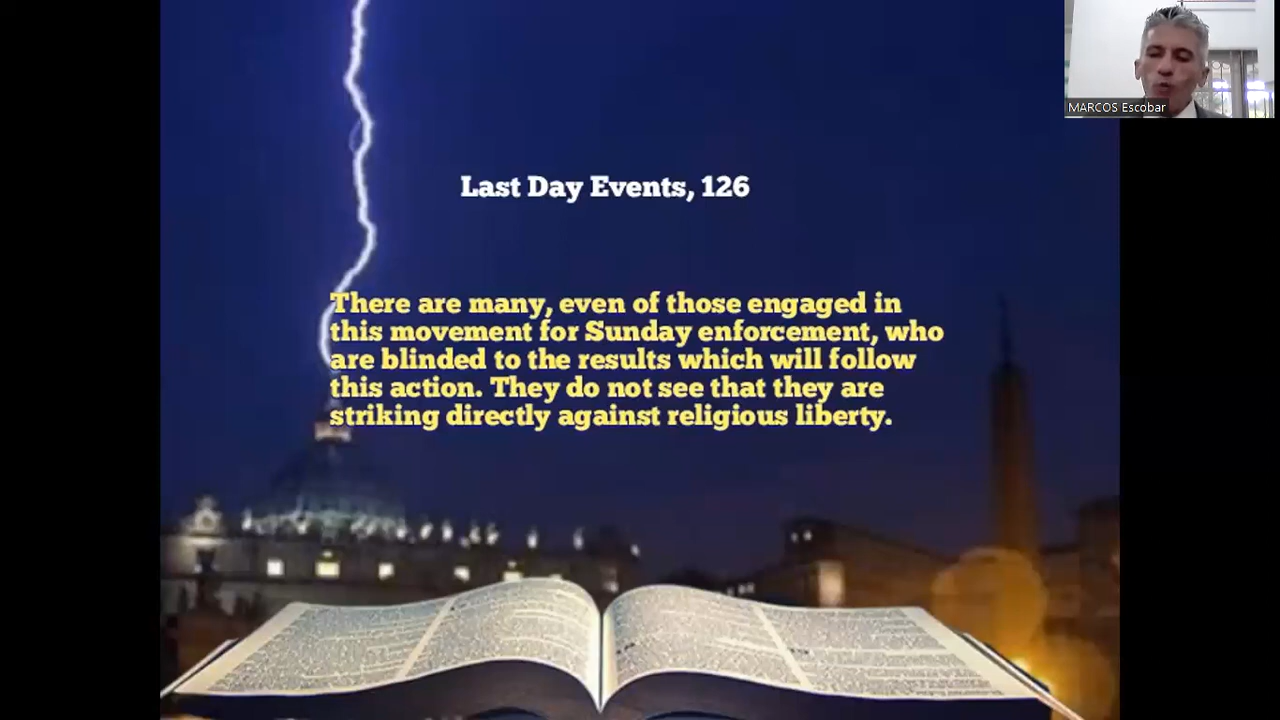 MARCOS Escobar
Last Day Events, 126
There are many, even of those engaged in
this movement for Sunday enforcement, who
are blinded to the results which will follow
this action. They do not see that they are
striking directly against religious liberty.